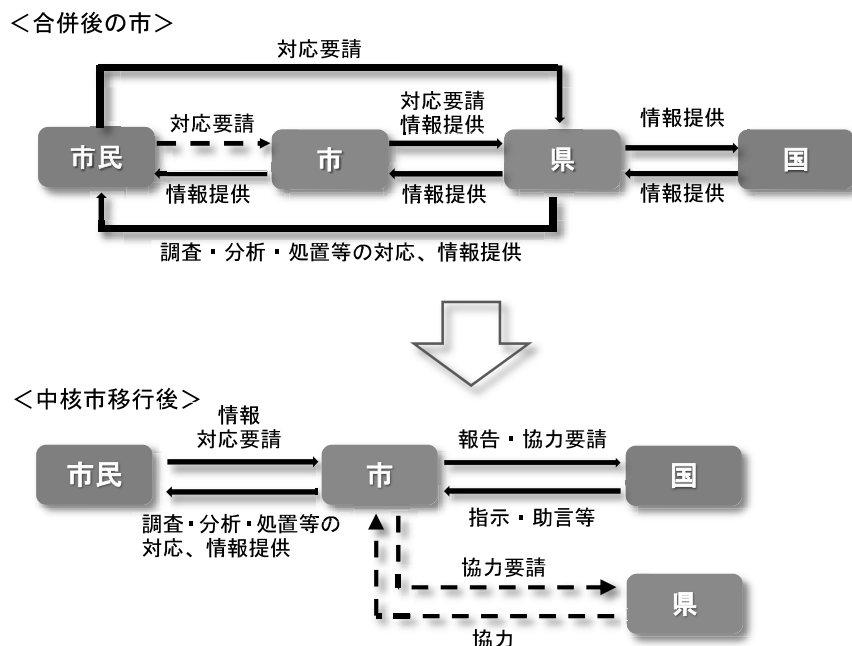 ＜合併後の市＞
対応要請
市民
対応要請
情報提供
市
対応要請
情報提供
情報提供
県
情報提供
情報提供
国
調査・分析・処置等の対応、情報提供
＜中核市移行後＞
市民
情報
対応要請
調査・分析・処置等の
対応、情報提供
市
報告・協力要請
指示・助言等
国
協力要請
協力
県